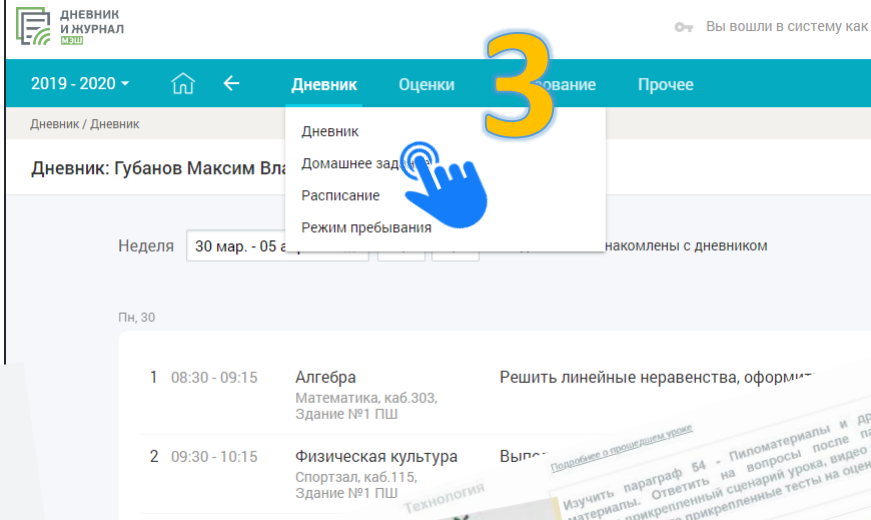 ДНЕВНИК
И ЖУРНАЛ
МЭШ
Вы вошли в систему как
2019 - 2020
Дневник Оценки Прочее
3
Дневник / Дневник
Дневник
Дневник: Губанов Максим
Домашнее
Расписание
Режим пребывания
Неделя 30 мар. - 05 с дневником
Пн, 30
1 08:30 - 09:15 Алгебра Решить линейные неравенства,
Математика, каб.303,
Здание №1 ПШ
2 09:30 - 10:15 Физическая культура
Спортзал, каб.115,
Здание №1 ПШ
Подробнее о прошедшем уроке
Технология
Изучить параграф 54 - Пиломатериалы и
материалы. Ответить на вопросы после
прикрепленный сценарий урока, видео
прикрепленные тесты на